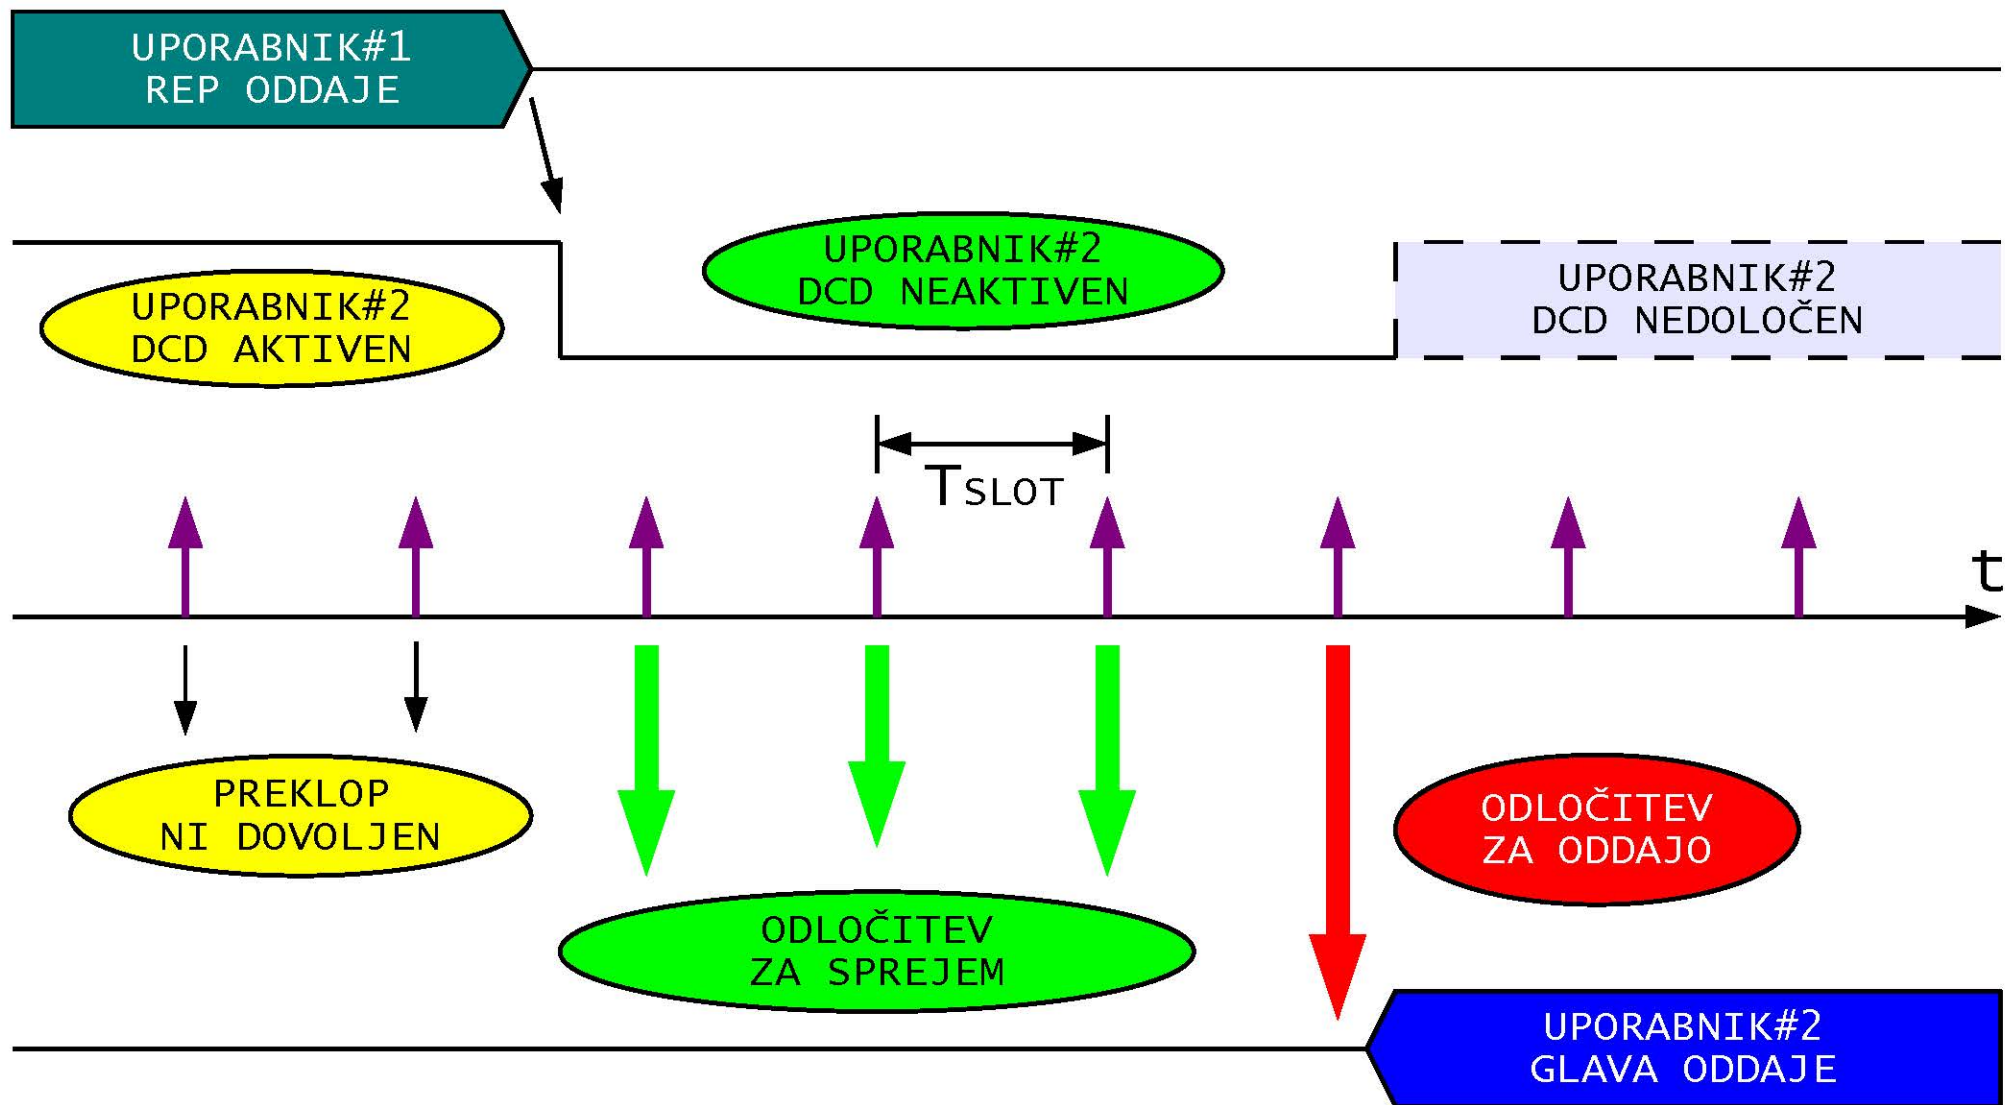 UPORABNIK#1
REP ODDAJE
UPORABNIK#2
DCD NEAKTIVEN
UPORABNIK#2
DCD NEDOLOČEN
UPORABNIK#2
DCD AKTIVEN
TSLOT
t
PREKLOP
NI DOVOLJEN
ODLOČITEV
ZA ODDAJO
ODLOČITEV
ZA SPREJEM
UPORABNIK#2
GLAVA ODDAJE